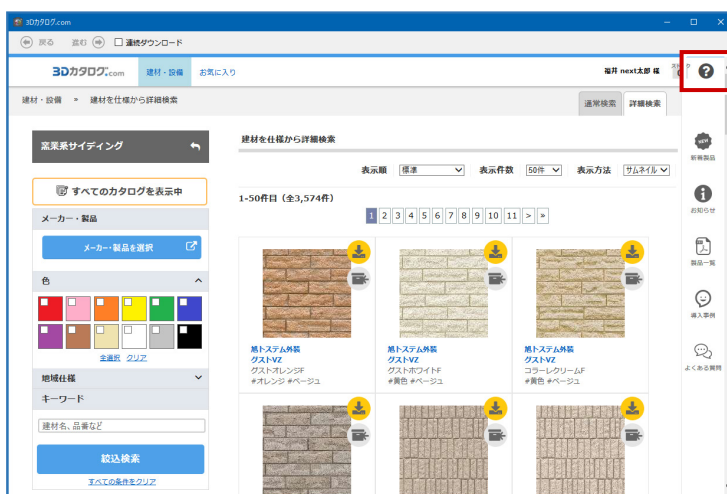 3Dカタログ.com
戻る 進む 連続ダウンロード
3Dカタログ.com 建材・設備 お気に入り 福井 next太郎 様
建材・設備 » 建材を仕様から詳細検索 通常検索 詳細検索
窯業系サイディング
すべてのカタログを表示中
メーカー・製品
メーカー・製品を選択
色
全選択 クリア
地域仕様
キーワード
建材名、品番など
絞込検索
すべての条件をクリア
建材を仕様から詳細検索
表示順 標準 表示件数 50件 表示方法 サムネイル
1-50件目（全3,574件）
1 2 3 4 5 6 7 8 9 10 11 > »
旭トステム外装 旭トステム外装 旭トステム外装
グストVZ グストVZ グストVZ
グストオレンジF グストホワイトF コラーレクリームF
#オレンジ #ベージュ #黄色 #ベージュ #黄色 #ベージュ
NEW
新着製品
お知らせ
製品一覧
導入事例
よくある質問